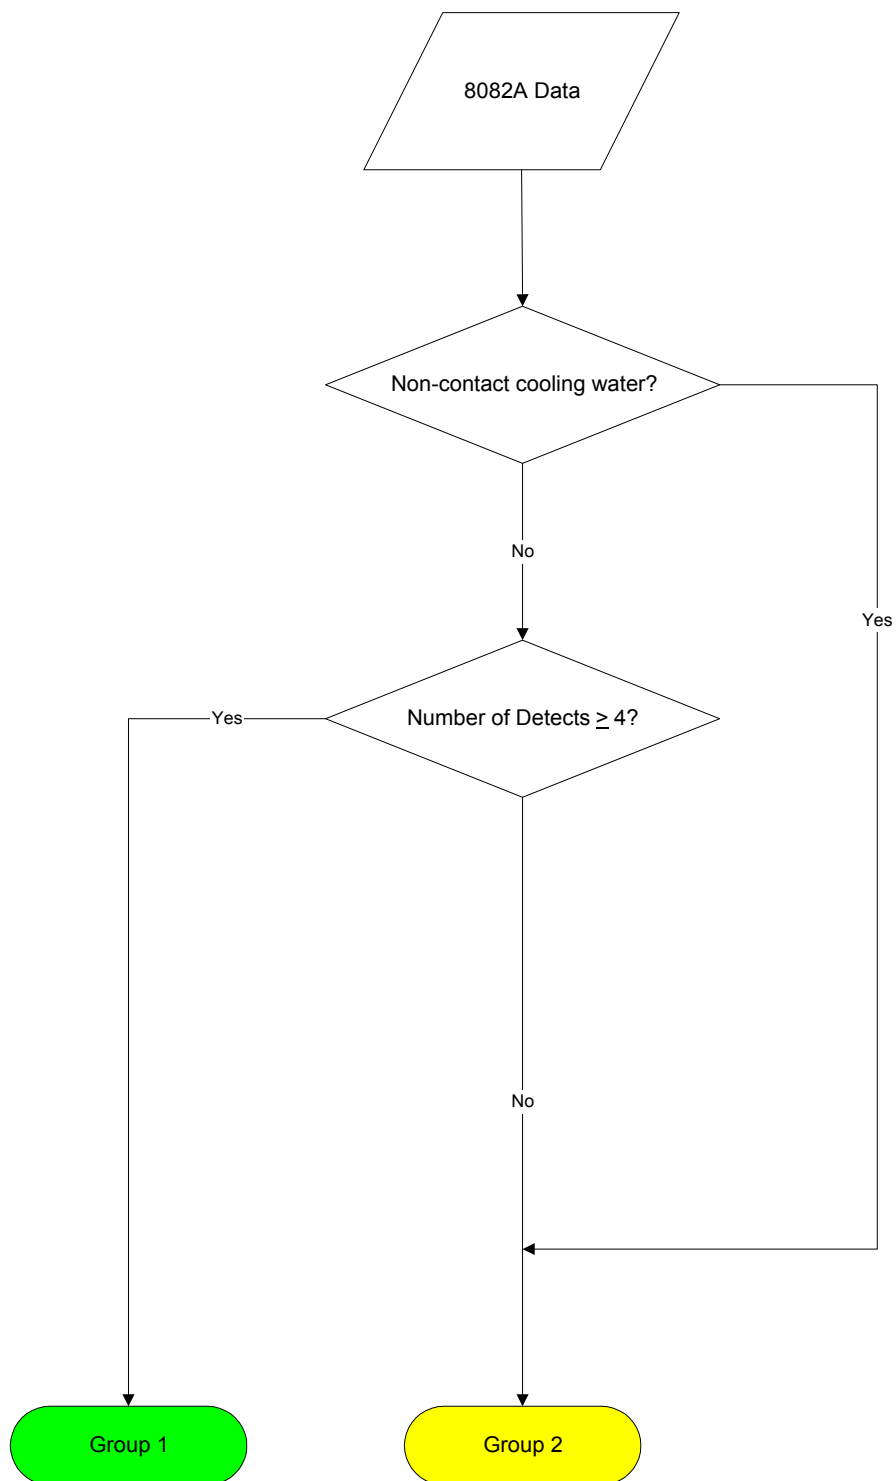 8082A Data
Non-contact cooling water?
No
Yes
Number of Detects ≥ 4?
Yes
No
Group 1
Group 2